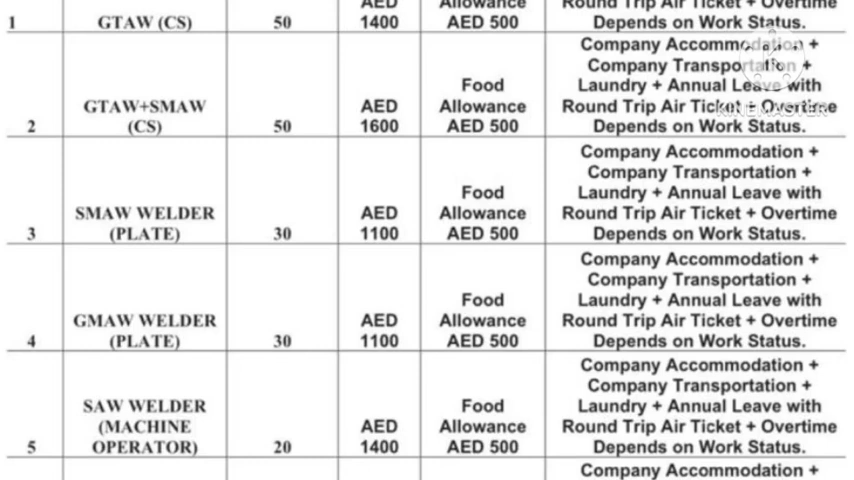 1 GTAW (CS) 50 AED 1400 Allowance AED 500 Round Trip Air Ticket + Overtime Depends on Work Status.
2 GTAW+SMAW (CS) 50 AED 1600 Food Allowance AED 500 Company Accommodation + Company Transportation + Laundry + Annual Leave with Round Trip Air Ticket + Overtime Depends on Work Status.
3 SMAW WELDER (PLATE) 30 AED 1100 Food Allowance AED 500 Company Accommodation + Company Transportation + Laundry + Annual Leave with Round Trip Air Ticket + Overtime Depends on Work Status.
4 GMAW WELDER (PLATE) 30 AED 1100 Food Allowance AED 500 Company Accommodation + Company Transportation + Laundry + Annual Leave with Round Trip Air Ticket + Overtime Depends on Work Status.
5 SAW WELDER (MACHINE OPERATOR) 20 AED 1400 Food Allowance AED 500 Company Accommodation + Company Transportation + Laundry + Annual Leave with Round Trip Air Ticket + Overtime Depends on Work Status.
Company Accommodation +
KINEMASTER